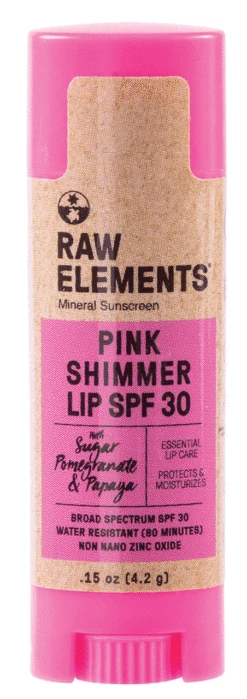 RAW
ELEMENTS®
Mineral Sunscreen
PINK
SHIMMER
LIP SPF 30
with
Sugar
Pomegranate
& Papaya
ESSENTIAL
LIP CARE
PROTECTS &
MOISTURIZES
BROAD SPECTRUM SPF 30
WATER RESISTANT (80 MINUTES)
NON NANO ZINC OXIDE
.15 oz (4.2 g)